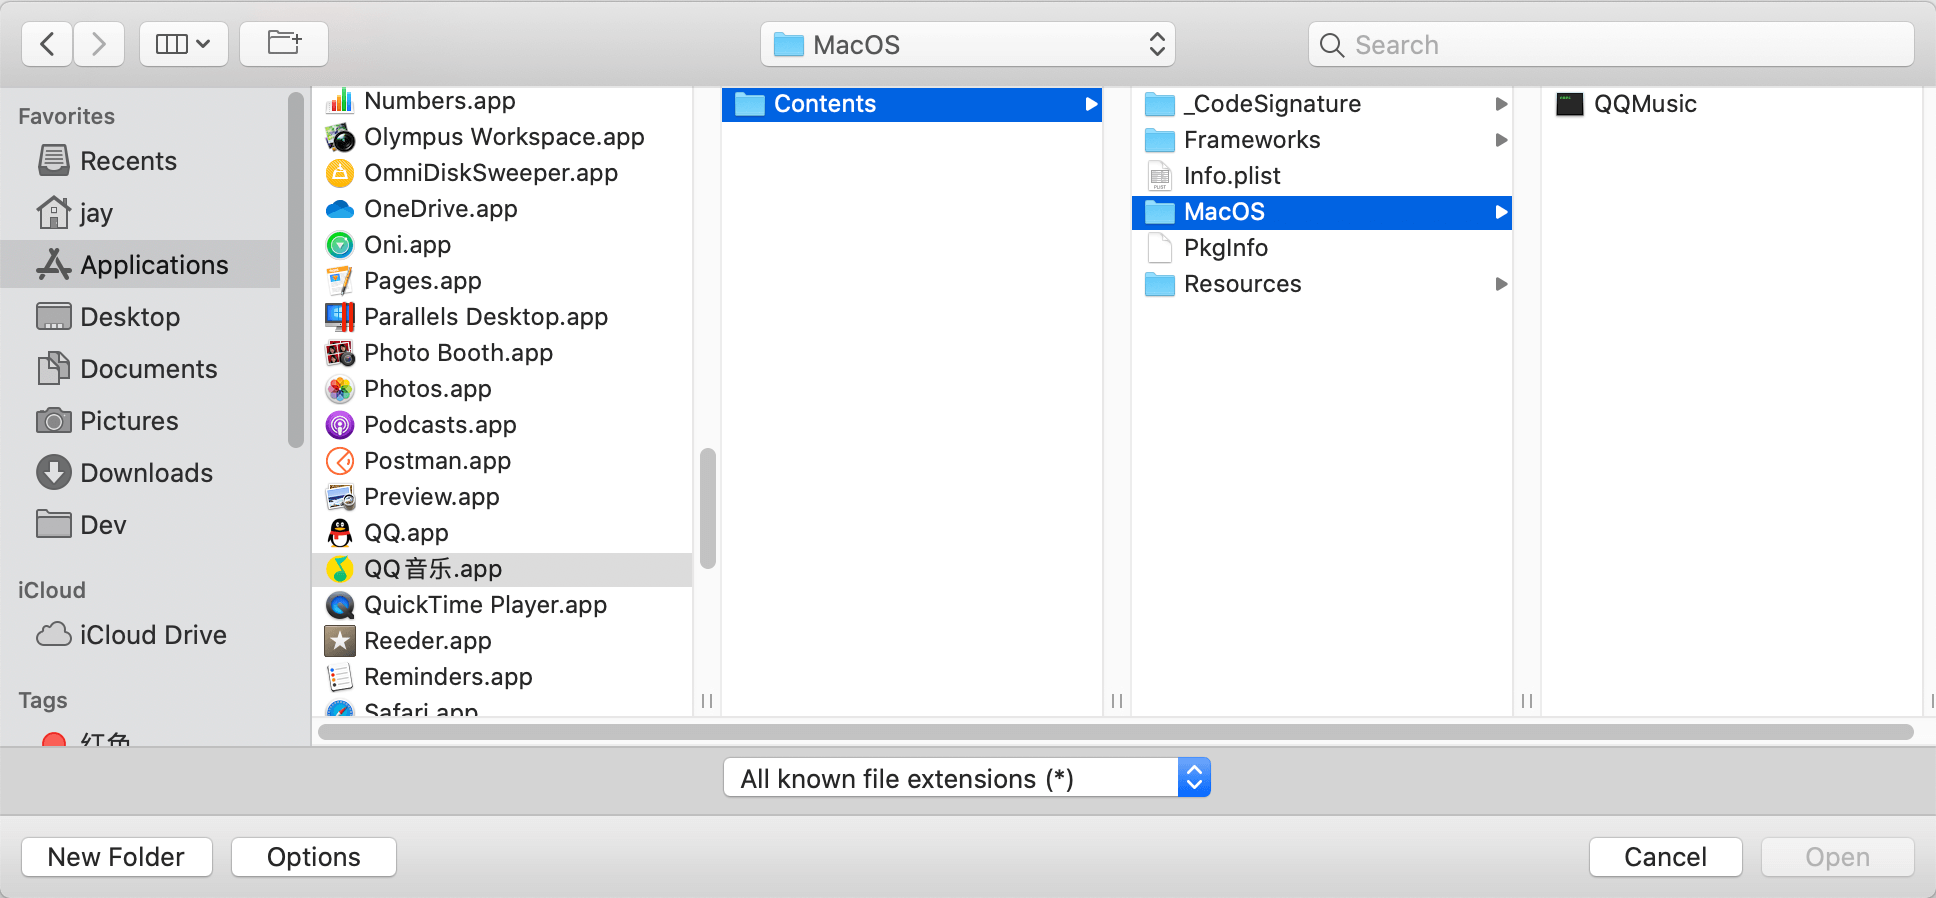 MacOS
Search
Favorites
Recents
jay
Applications
Desktop
Documents
Pictures
Downloads
Dev
iCloud
iCloud Drive
Tags
红色
Numbers.app
Olympus Workspace.app
OmniDiskSweeper.app
OneDrive.app
Oni.app
Pages.app
Parallels Desktop.app
Photo Booth.app
Photos.app
Podcasts.app
Postman.app
Preview.app
QQ.app
QQ音乐.app
QuickTime Player.app
Reeder.app
Reminders.app
Safari.app
Contents
_CodeSignature
Frameworks
Info.plist
MacOS
PkgInfo
Resources
QQMusic
All known file extensions (*)
New Folder
Options
Cancel
Open